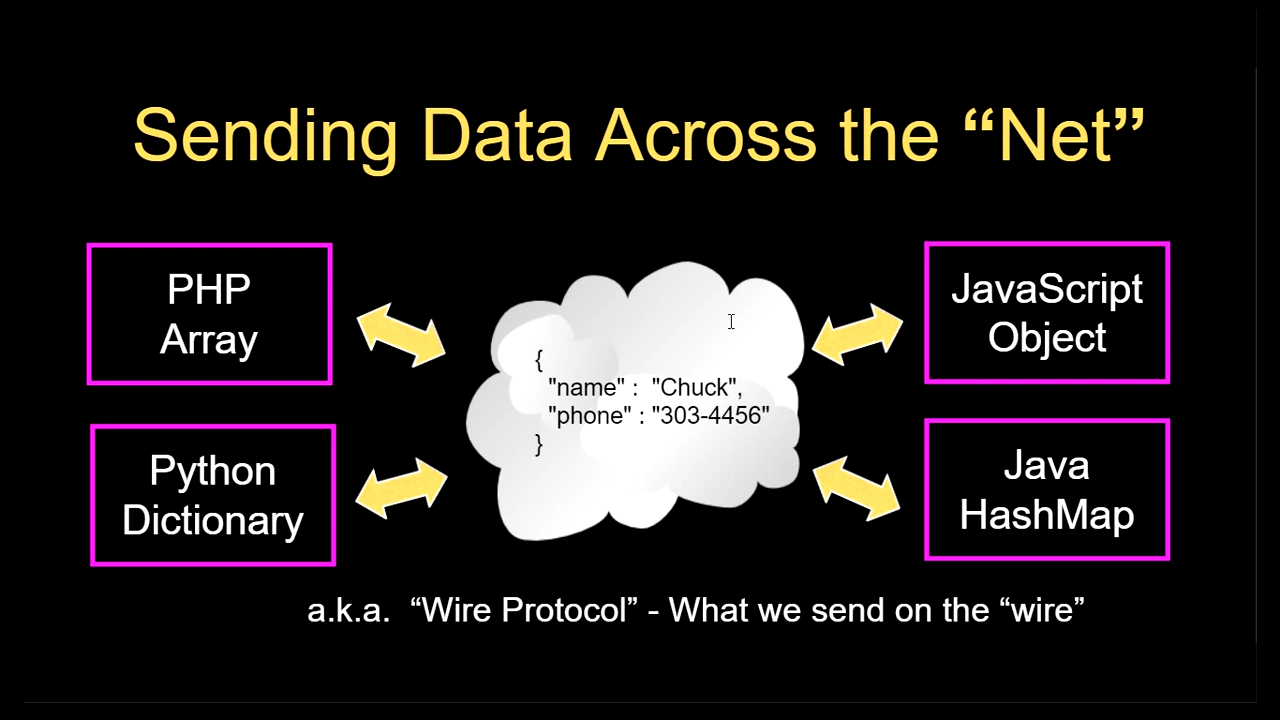 Sending Data Across the “Net”
PHP
Array
{
"name" : "Chuck",
"phone" : "303-4456"
}
JavaScript
Object
Python
Dictionary
Java
HashMap
a.k.a. “Wire Protocol” - What we send on the “wire”